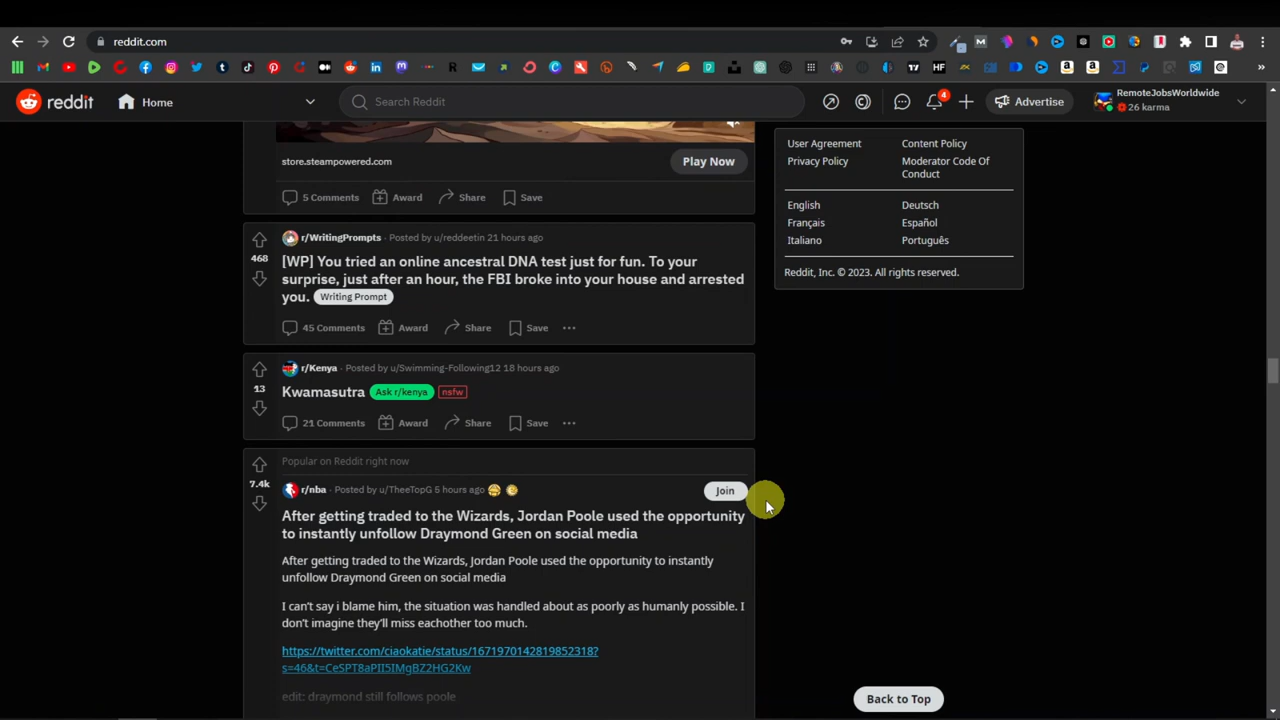 reddit.com
reddit
Home
Search Reddit
4
Advertise
RemoteJobsWorldwide
26 karma
store.steampowered.com
Play Now
5 Comments
Award
Share
Save
User Agreement
Content Policy
Privacy Policy
Moderator Code Of
Conduct
English
Deutsch
Français
Español
Italiano
Português
Reddit, Inc. © 2023. All rights reserved.
r/WritingPrompts · Posted by u/reddeetin 21 hours ago
468
[WP] You tried an online ancestral DNA test just for fun. To your
surprise, just after an hour, the FBI broke into your house and arrested
you. Writing Prompt
45 Comments
Award
Share
Save
r/Kenya · Posted by u/Swimming-Following12 18 hours ago
13
Kwamasutra Ask r/kenya nsfw
21 Comments
Award
Share
Save
Popular on Reddit right now
7.4k
r/nba · Posted by u/TheeTopG 5 hours ago
Join
After getting traded to the Wizards, Jordan Poole used the opportunity
to instantly unfollow Draymond Green on social media
After getting traded to the Wizards, Jordan Poole used the opportunity to instantly
unfollow Draymond Green on social media
I can't say i blame him, the situation was handled about as poorly as humanly possible. I
don't imagine they'll miss eachother too much.
https://twitter.com/ciaokatie/status/1671970142819852318?
s=46&t=CeSPT8aPII5IMgBZ2HG2Kw
edit: draymond still follows poole
Back to Top